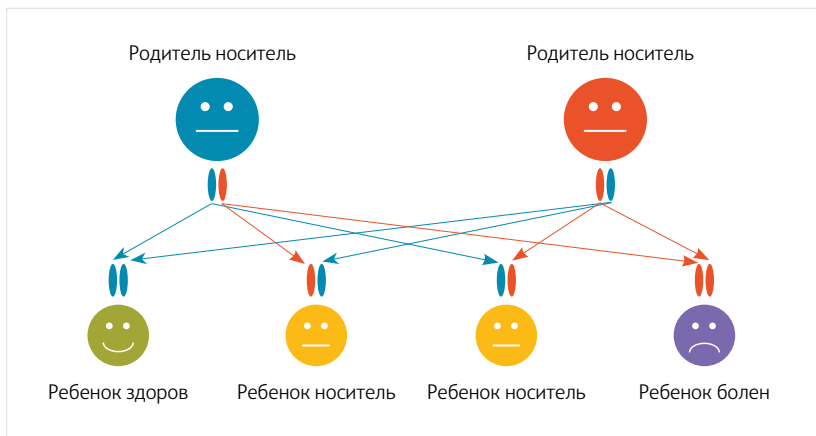 Родитель носитель
Родитель носитель
Ребенок здоров
Ребенок носитель
Ребенок носитель
Ребенок болен